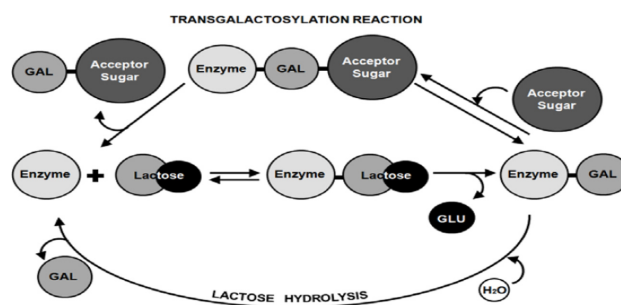 TRANSGALACTOSYLATION REACTION
GAL
Acceptor
Sugar
Enzyme
GAL
Acceptor
Sugar
Acceptor
Sugar
Enzyme
+
Lactose
Enzyme
Lactose
Enzyme
GAL
GLU
GAL
H₂O
LACTOSE HYDROLYSIS